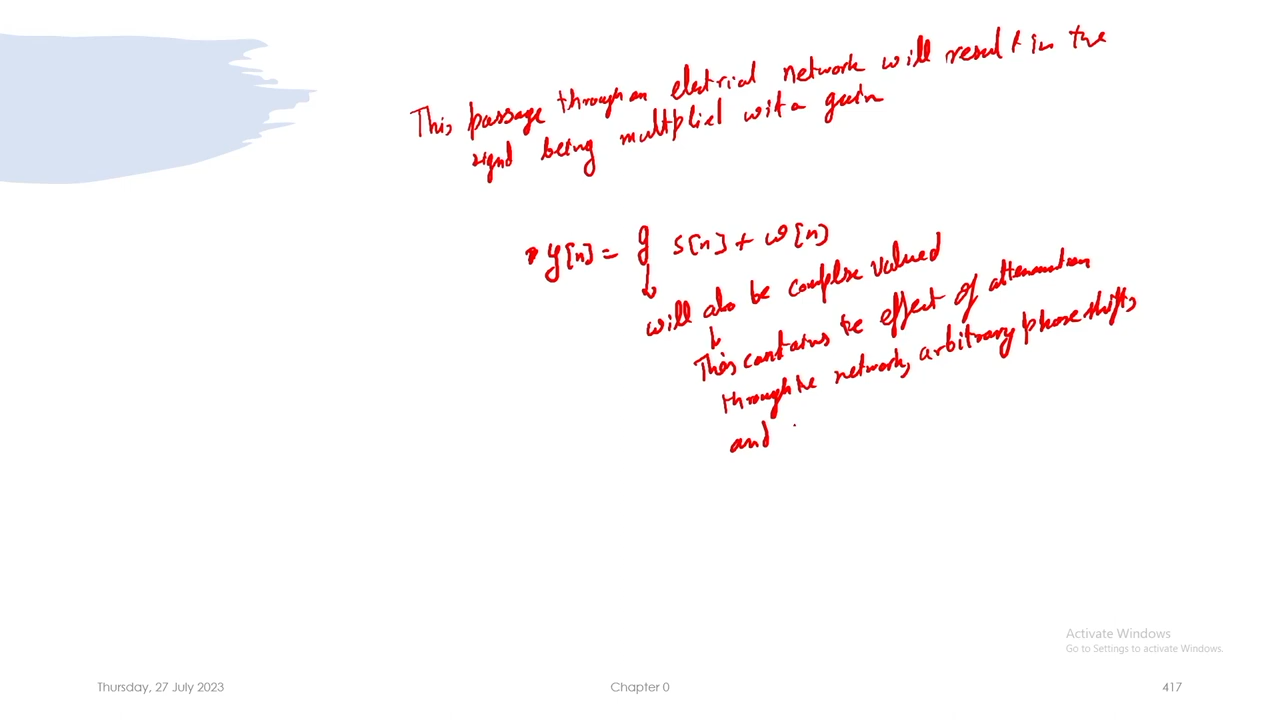 This passage through an electrial network will result in the
signal being multiplied with a gain
y[n] = g s[n] + w[n]
will also be complex valued
This contains the effect of attenuation
through the network, arbitrary phase shifts,
and
Activate Windows
Go to Settings to activate Windows.
Thursday, 27 July 2023
Chapter 0
417